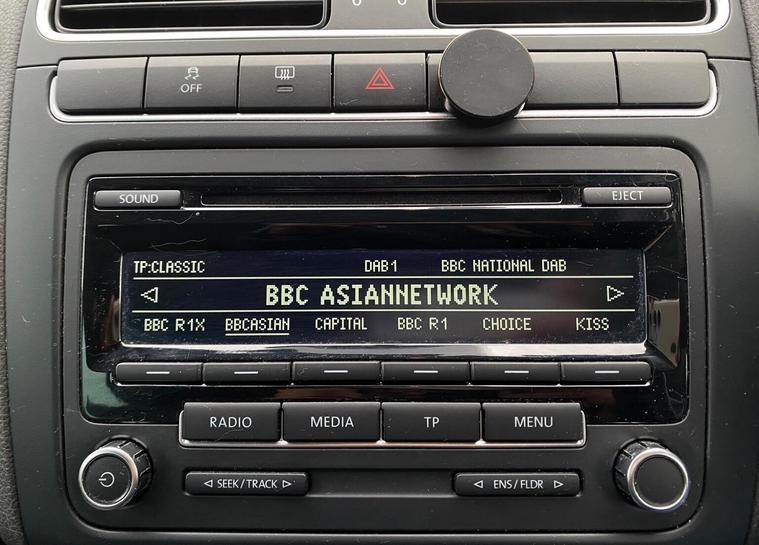 OFF
SOUND EJECT
TP:CLASSIC DAB1 BBC NATIONAL DAB
BBC ASIANNETWORK
BBC R1X BBCASIAN CAPITAL BBC R1 CHOICE KISS
RADIO MEDIA TP MENU
SEEK/TRACK ENS/FLDR